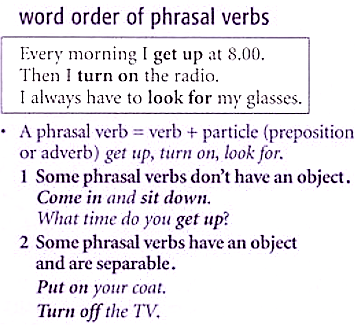 word order of phrasal verbs
Every morning I get up at 8.00.
Then I turn on the radio.
I always have to look for my glasses.
• A phrasal verb = verb + particle (preposition
or adverb) get up, turn on, look for.
1 Some phrasal verbs don't have an object.
Come in and sit down.
What time do you get up?
2 Some phrasal verbs have an object
and are separable.
Put on your coat.
Turn off the TV.